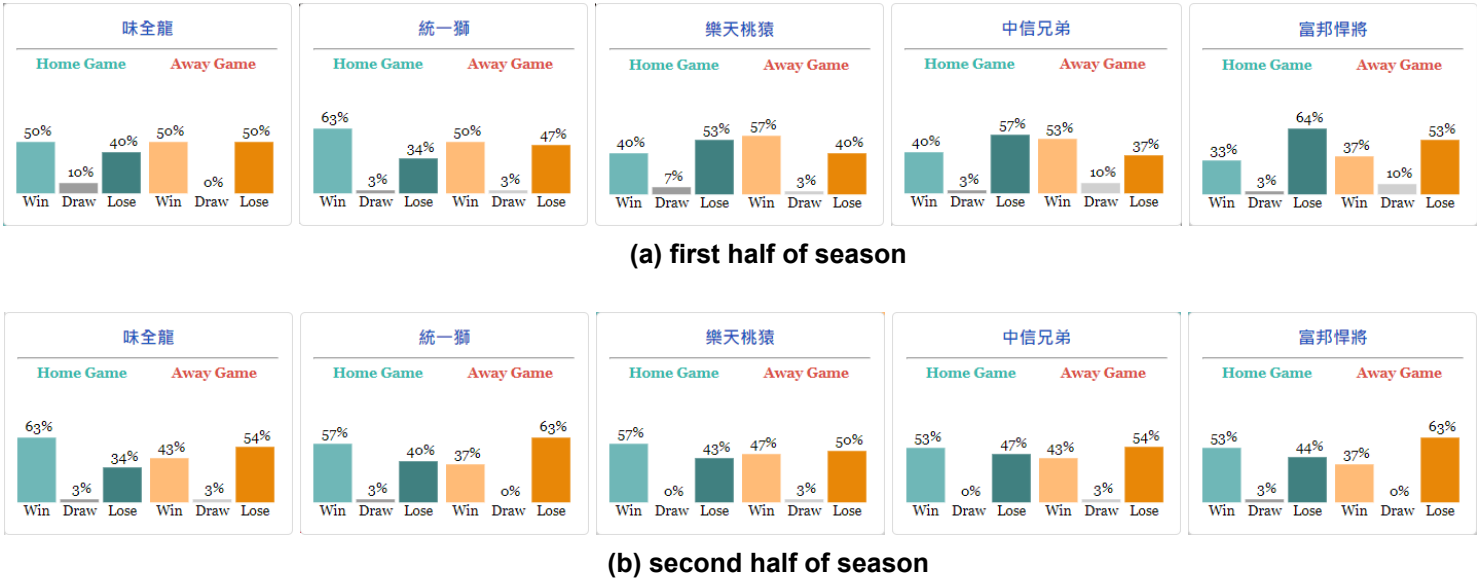 味全龍 統一獅 樂天桃猿 中信兄弟 富邦悍將
Home Game Away Game Home Game Away Game Home Game Away Game Home Game Away Game Home Game Away Game
50% 10% 40% 50% 0% 50% 63% 3% 34% 50% 3% 47% 40% 7% 53% 57% 3% 40% 40% 3% 57% 53% 10% 37% 33% 3% 64% 37% 10% 53%
Win Draw Lose Win Draw Lose Win Draw Lose Win Draw Lose Win Draw Lose Win Draw Lose Win Draw Lose Win Draw Lose Win Draw Lose Win Draw Lose
(a) first half of season
味全龍 統一獅 樂天桃猿 中信兄弟 富邦悍將
Home Game Away Game Home Game Away Game Home Game Away Game Home Game Away Game Home Game Away Game
63% 3% 34% 43% 3% 54% 57% 3% 40% 37% 0% 63% 57% 0% 43% 47% 3% 50% 53% 0% 47% 43% 3% 54% 53% 3% 44% 37% 0% 63%
Win Draw Lose Win Draw Lose Win Draw Lose Win Draw Lose Win Draw Lose Win Draw Lose Win Draw Lose Win Draw Lose Win Draw Lose Win Draw Lose
(b) second half of season